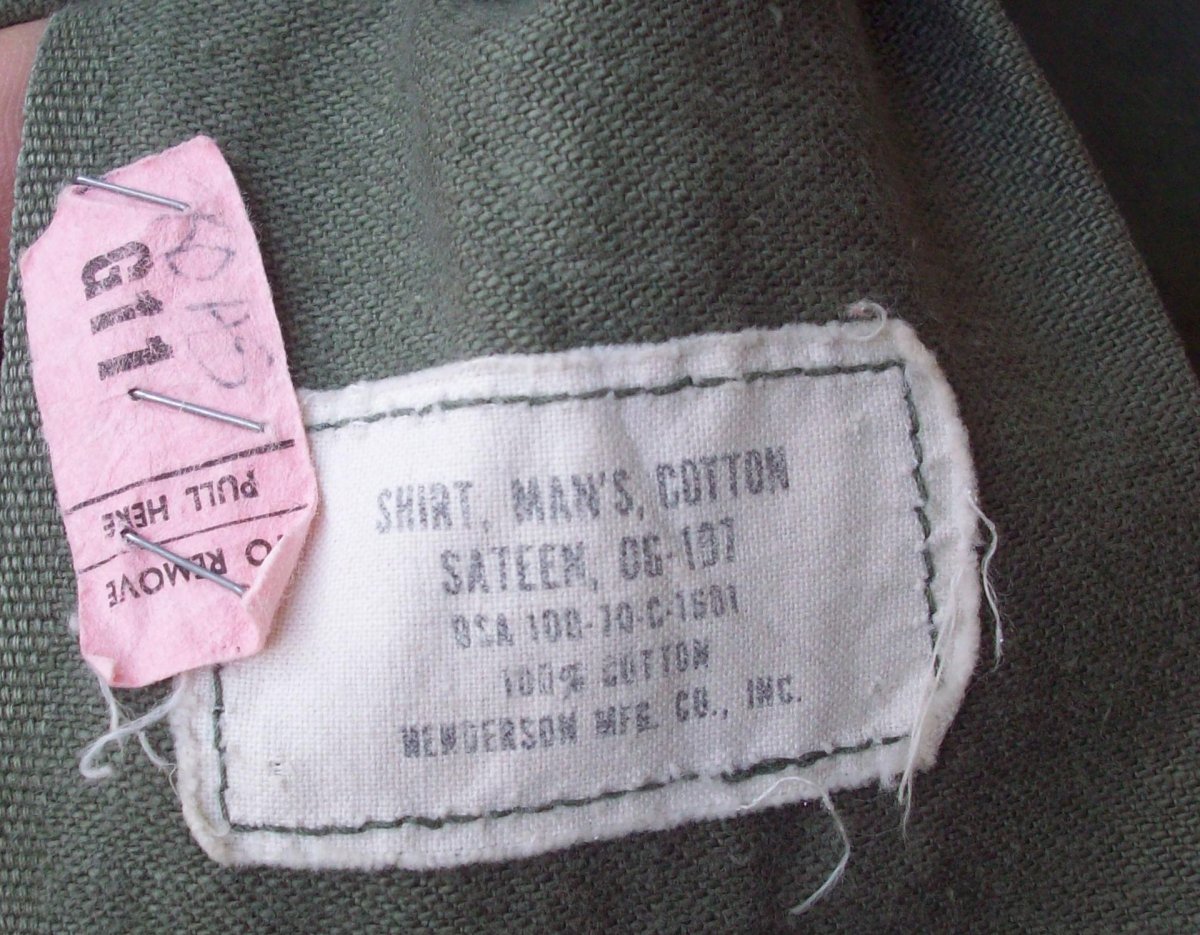 G111
PULL HERE
TO REMOVE
SHIRT, MAN'S, COTTON
SATEEN, OG-107
DSA 100-70-C-1601
100% COTTON
HENDERSON MFG. CO., INC.